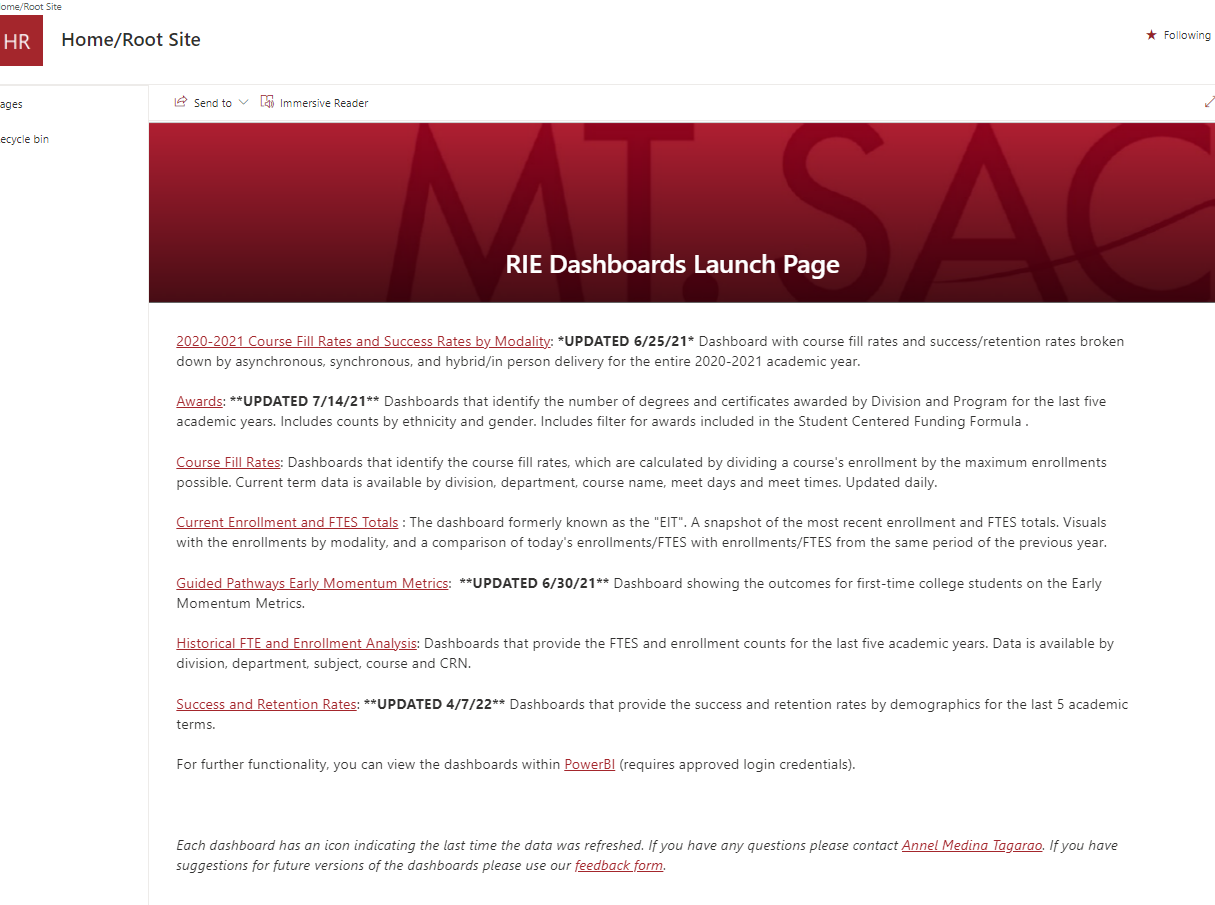 ome/Root Site
HR
Home/Root Site
Following
ages
ecycle bin
Send to
Immersive Reader
MT. SAC
RIE Dashboards Launch Page
2020-2021 Course Fill Rates and Success Rates by Modality: *UPDATED 6/25/21* Dashboard with course fill rates and success/retention rates broken
down by asynchronous, synchronous, and hybrid/in person delivery for the entire 2020-2021 academic year.
Awards: **UPDATED 7/14/21** Dashboards that identify the number of degrees and certificates awarded by Division and Program for the last five
academic years. Includes counts by ethnicity and gender. Includes filter for awards included in the Student Centered Funding Formula .
Course Fill Rates: Dashboards that identify the course fill rates, which are calculated by dividing a course's enrollment by the maximum enrollments
possible. Current term data is available by division, department, course name, meet days and meet times. Updated daily.
Current Enrollment and FTES Totals : The dashboard formerly known as the "EIT". A snapshot of the most recent enrollment and FTES totals. Visuals
with the enrollments by modality, and a comparison of today's enrollments/FTES with enrollments/FTES from the same period of the previous year.
Guided Pathways Early Momentum Metrics: **UPDATED 6/30/21** Dashboard showing the outcomes for first-time college students on the Early
Momentum Metrics.
Historical FTE and Enrollment Analysis: Dashboards that provide the FTES and enrollment counts for the last five academic years. Data is available by
division, department, subject, course and CRN.
Success and Retention Rates: **UPDATED 4/7/22** Dashboards that provide the success and retention rates by demographics for the last 5 academic
terms.
For further functionality, you can view the dashboards within PowerBI (requires approved login credentials).
Each dashboard has an icon indicating the last time the data was refreshed. If you have any questions please contact Annel Medina Tagarao. If you have
suggestions for future versions of the dashboards please use our feedback form.